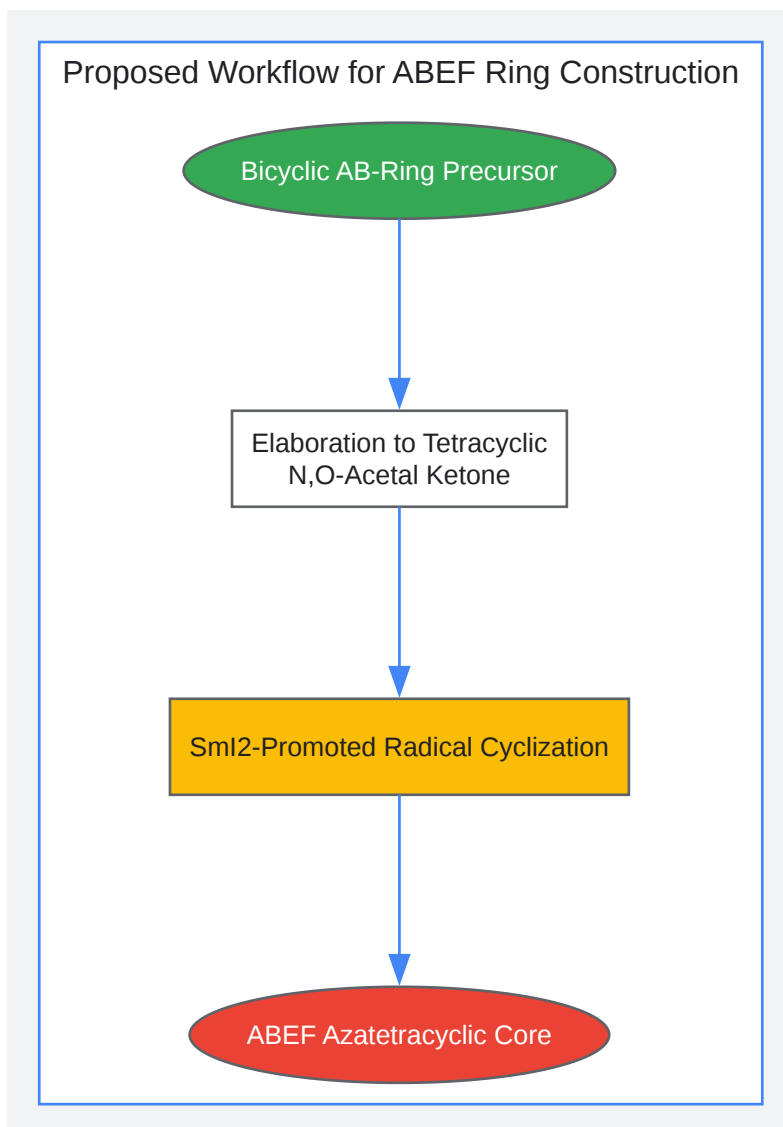 Proposed Workflow for ABEF Ring Construction
Bicyclic AB-Ring Precursor
Elaboration to Tetracyclic
N,O-Acetal Ketone
SmI2-Promoted Radical Cyclization
ABEF Azatetracyclic Core